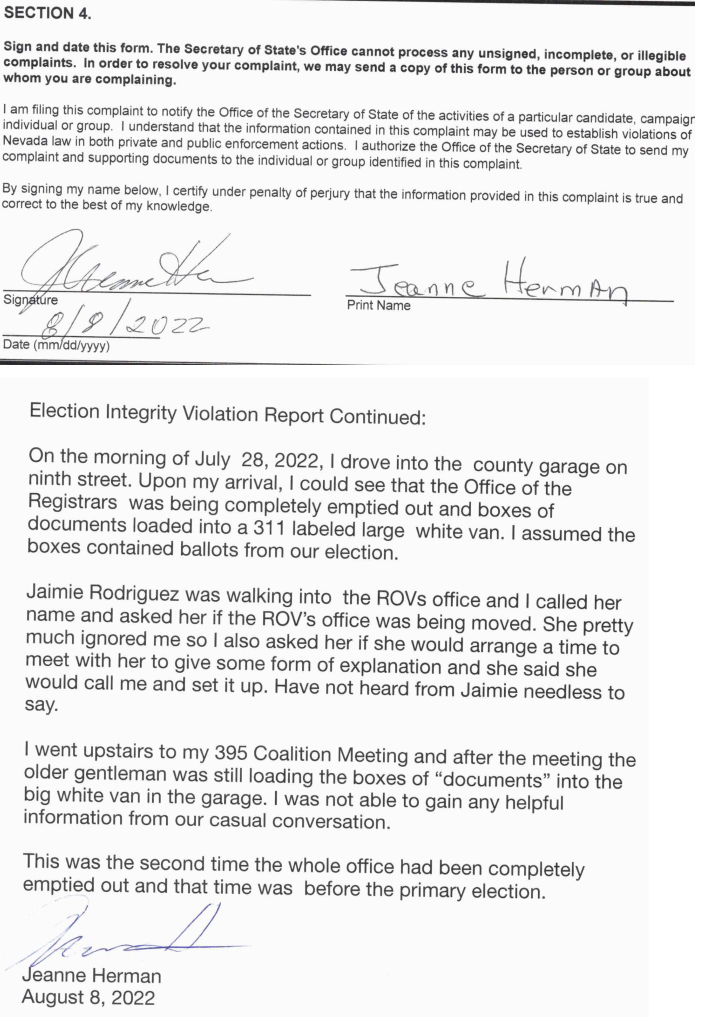 SECTION 4.
Sign and date this form. The Secretary of State's Office cannot process any unsigned, incomplete, or illegible
complaints. In order to resolve your complaint, we may send a copy of this form to the person or group about
whom you are complaining.
I am filing this complaint to notify the Office of the Secretary of State of the activities of a particular candidate, campaign
individual or group. I understand that the information contained in this complaint may be used to establish violations of
Nevada law in both private and public enforcement actions. I authorize the Office of the Secretary of State to send my
complaint and supporting documents to the individual or group identified in this complaint.
By signing my name below, I certify under penalty of perjury that the information provided in this complaint is true and
correct to the best of my knowledge.
Jeanne Herman
Signature
Print Name
8/8/2022
Date (mm/dd/yyyy)
Election Integrity Violation Report Continued:
On the morning of July 28, 2022, I drove into the county garage on
ninth street. Upon my arrival, I could see that the Office of the
Registrars was being completely emptied out and boxes of
documents loaded into a 311 labeled large white van. I assumed the
boxes contained ballots from our election.
Jaimie Rodriguez was walking into the ROVs office and I called her
name and asked her if the ROV's office was being moved. She pretty
much ignored me so I also asked her if she would arrange a time to
meet with her to give some form of explanation and she said she
would call me and set it up. Have not heard from Jaimie needless to
say.
I went upstairs to my 395 Coalition Meeting and after the meeting the
older gentleman was still loading the boxes of “documents” into the
big white van in the garage. I was not able to gain any helpful
information from our casual conversation.
This was the second time the whole office had been completely
emptied out and that time was before the primary election.
Jeanne Herman
August 8, 2022